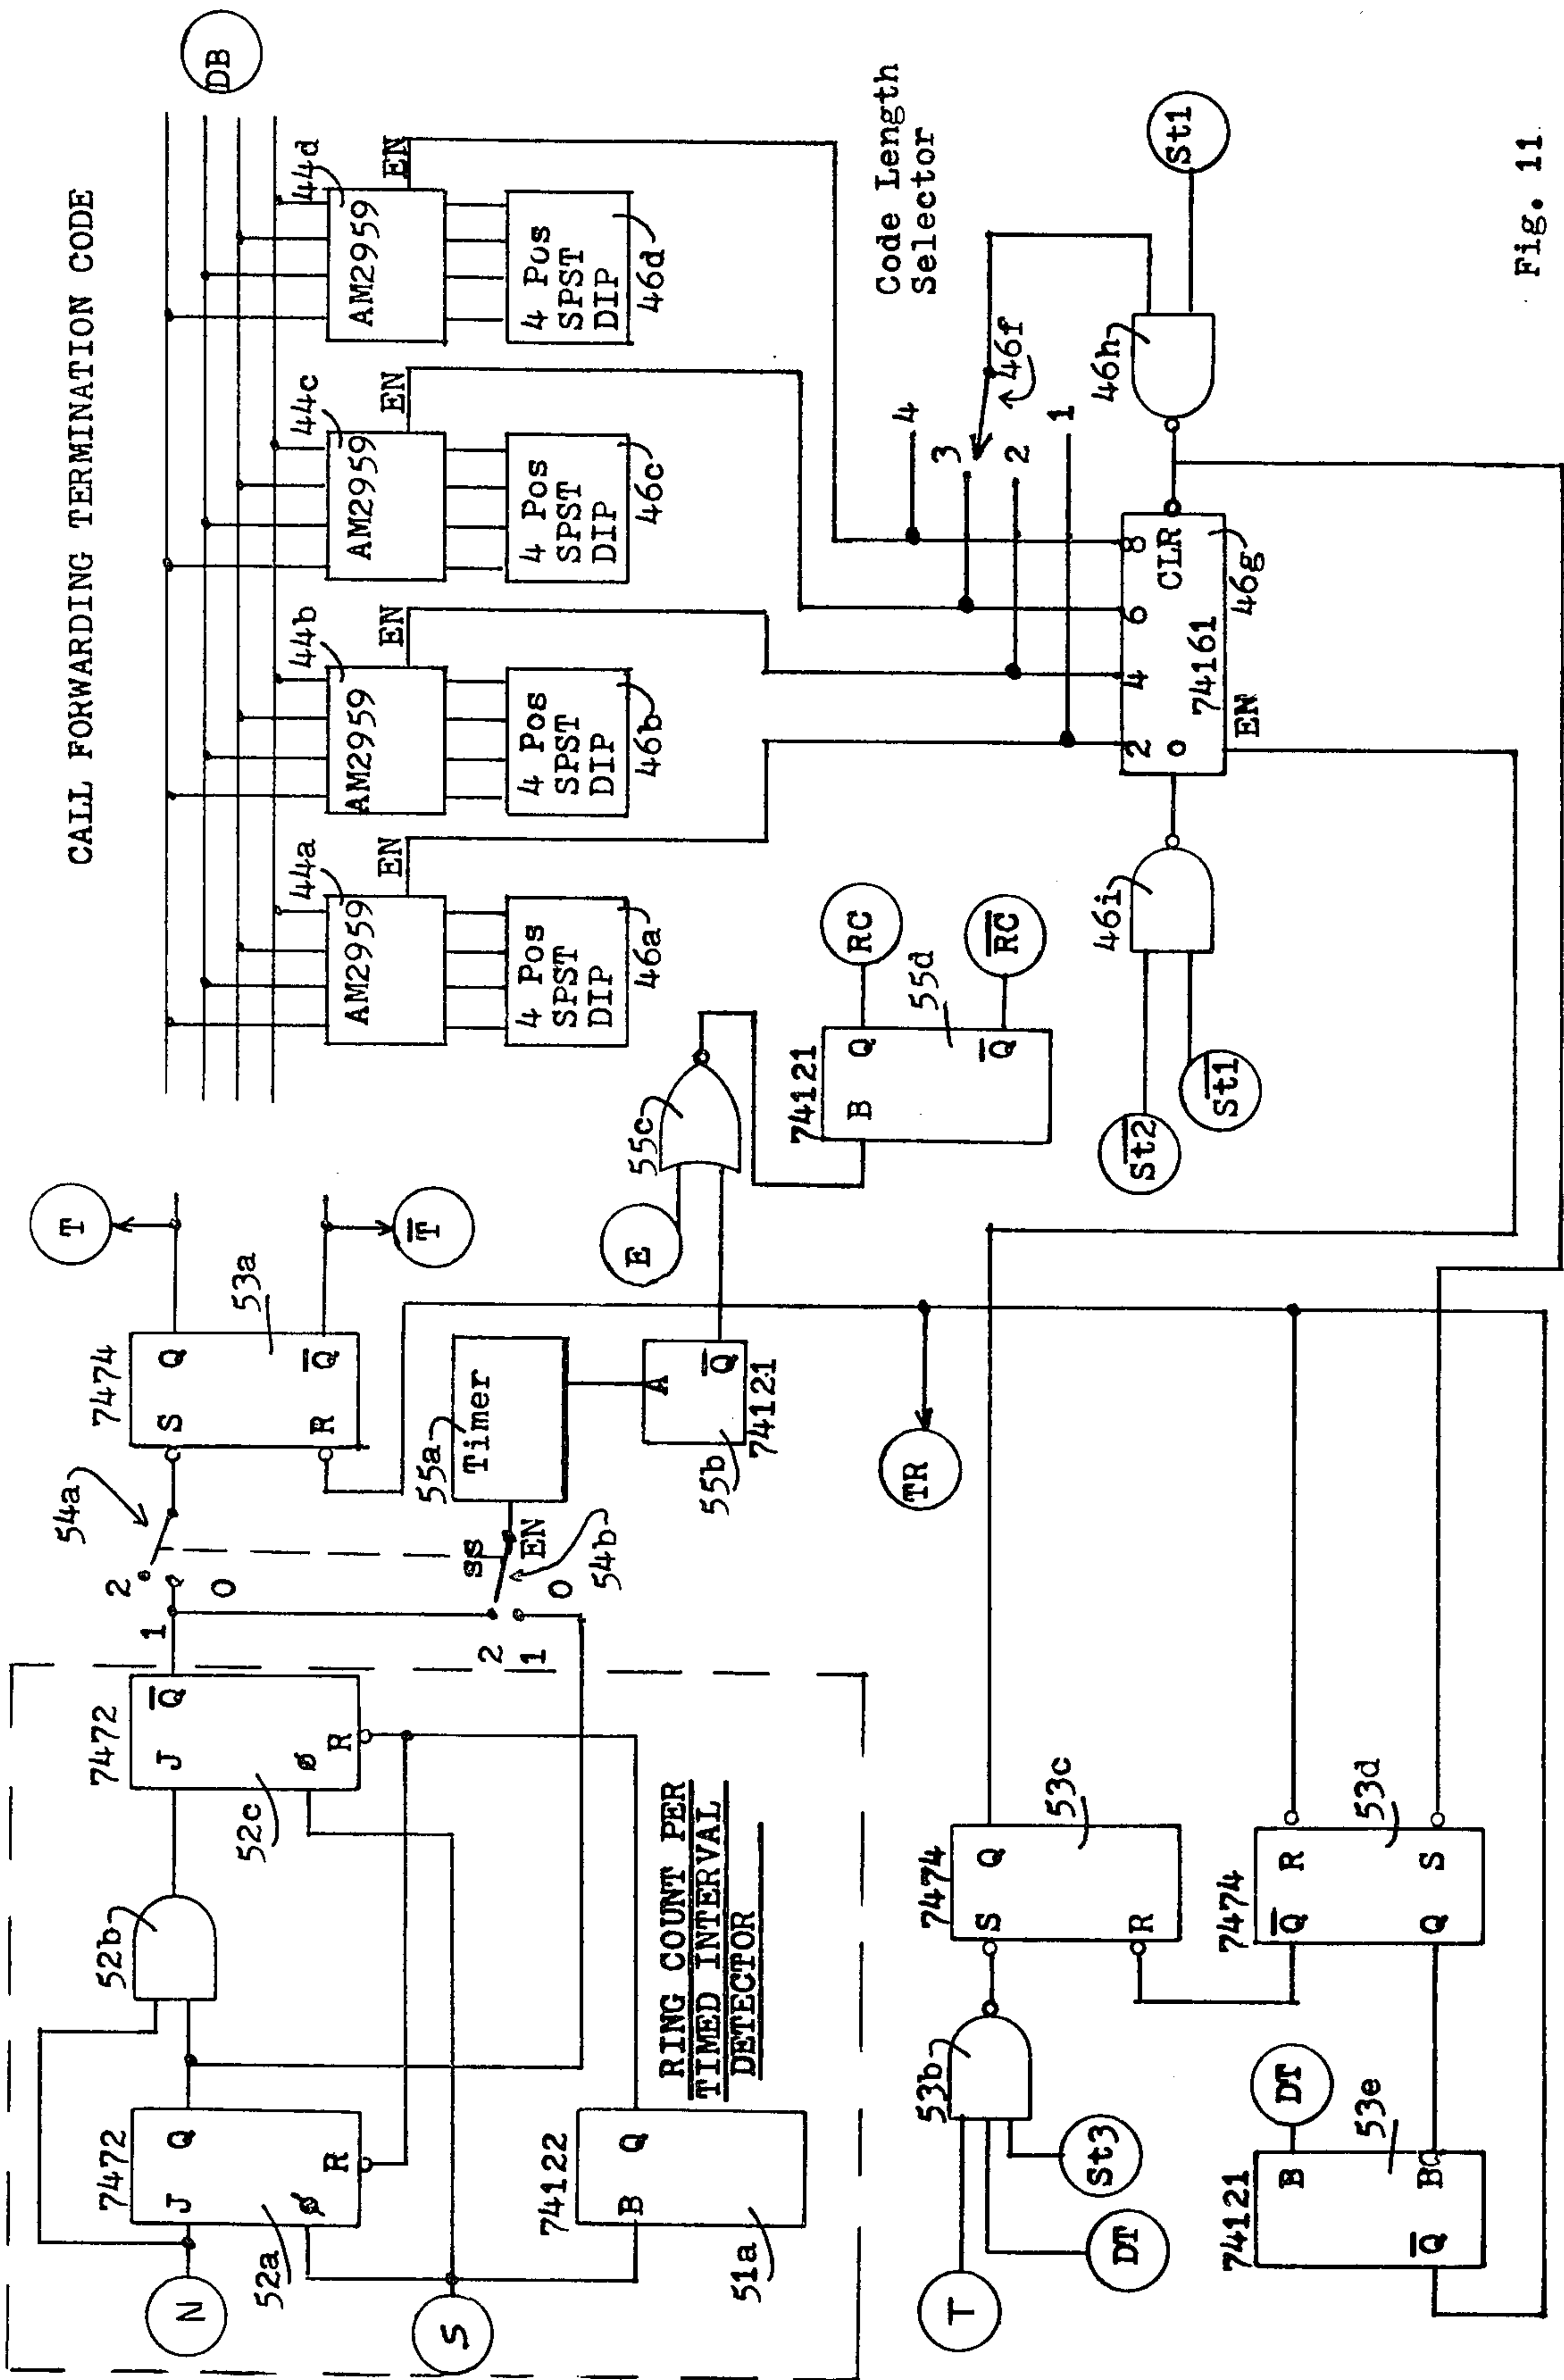 CALL FORWARDING TERMINATION CODE
DB
44a
44b
44c
44d
AM2959
AM2959
AM2959
AM2959
EN
EN
EN
EN
4 Pos
SPST
DIP
4 Pos
SPST
DIP
4 Pos
SPST
DIP
4 Pos
SPST
DIP
46a
46b
46c
46d
7472
J
Q
ø
R
52a
N
S
52b
7472
J
Q̅
ø
R
52c
74122
B
Q
51a
RING COUNT PER
TIMED INTERVAL
DETECTOR
1
2
0
54a
2
1
0
SS
EN
54b
7474
S
Q
R
Q̅
53a
T
T̅
55a
Timer
A
Q̅
55b
74121
E
55c
74121
B
Q
Q̅
55d
RC
R̅C̅
TR
T
DT
St3
53b
7474
S
Q
R
53c
7474
Q̅
R
Q
S
53d
74121
B
Q̅
B
53e
DT
S̅t̅2̅
S̅t̅1̅
46i
2
4
6
8
O
CLR
74161
EN
46g
46h
St1
Code Length
Selector
4
3
2
1
46f
Fig. 11